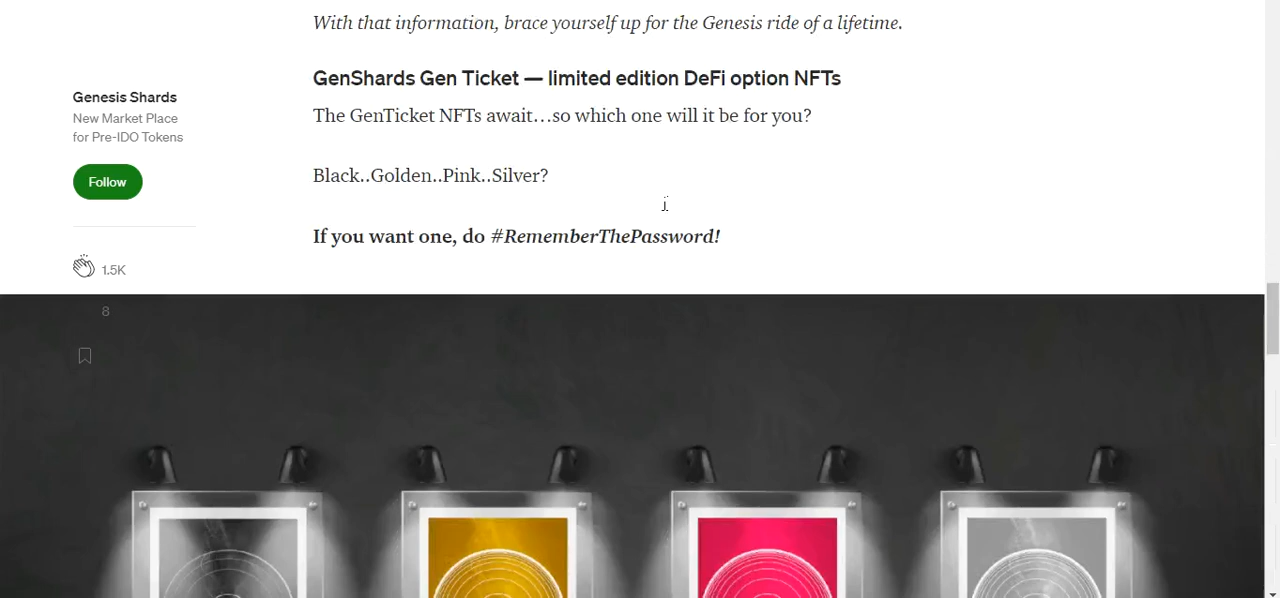 With that information, brace yourself up for the Genesis ride of a lifetime.
GenShards Gen Ticket — limited edition DeFi option NFTs
Genesis Shards
New Market Place
for Pre-IDO Tokens
Follow
The GenTicket NFTs await…so which one will it be for you?
Black..Golden..Pink..Silver?
If you want one, do #RememberThePassword!
1.5K
8